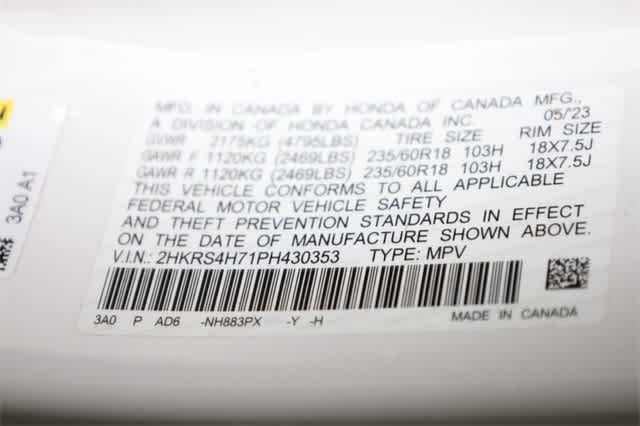 MFG. IN CANADA BY HONDA OF CANADA MFG.,
A DIVISION OF HONDA CANADA INC. 05/'23
GVWR 2175KG (4795LBS) TIRE SIZE RIM SIZE
GAWR F 1120KG (2469LBS) 235/60R18 103H 18X7.5J
GAWR R 1120KG (2469LBS) 235/60R18 103H 18X7.5J
THIS VEHICLE CONFORMS TO ALL APPLICABLE
FEDERAL MOTOR VEHICLE SAFETY
AND THEFT PREVENTION STANDARDS IN EFFECT
ON THE DATE OF MANUFACTURE SHOWN ABOVE.
V.I.N.: 2HKRS4H71PH430353 TYPE: MPV
3A0 P AD6 -NH883PX -Y -H MADE IN CANADA
3A0 A1